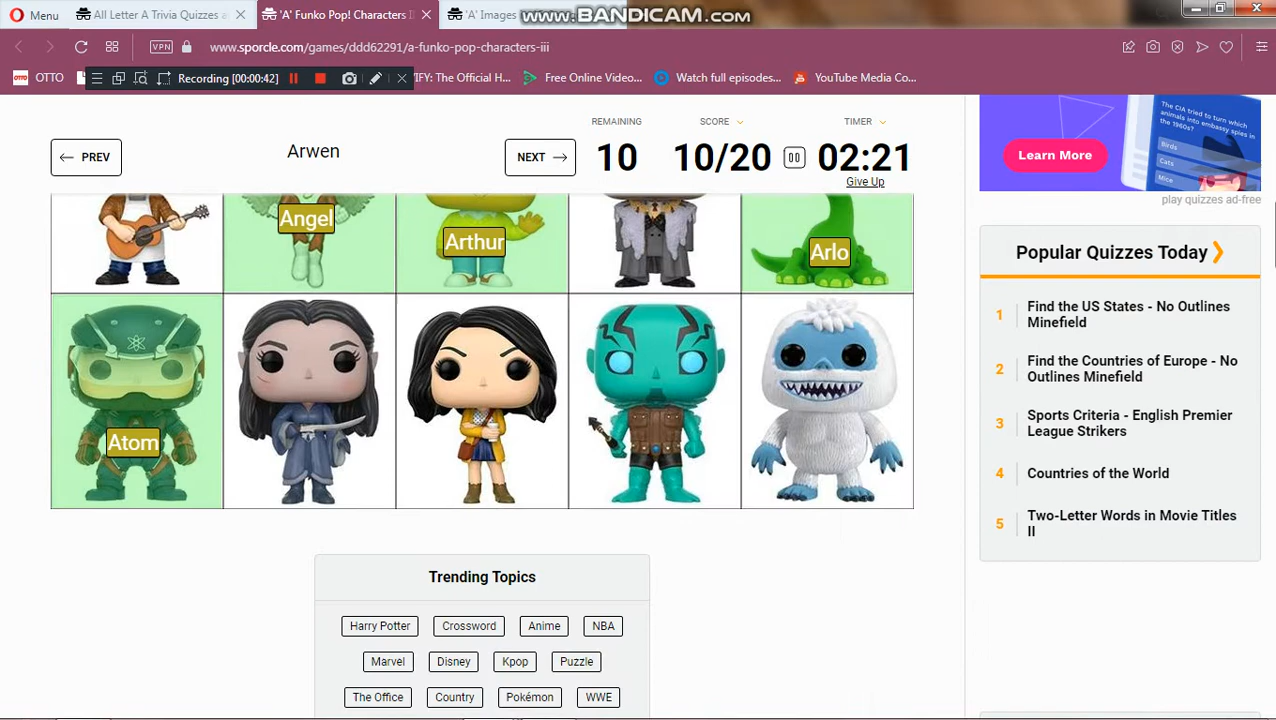 Menu
All Letter A Trivia Quizzes a
'A' Funko Pop! Characters I
'A' Images
www.BANDICAM.com
VPN
www.sporcle.com/games/ddd62291/a-funko-pop-characters-iii
OTTO
Recording [00:00:42]
IFY: The Official H...
Free Online Video...
Watch full episodes...
YouTube Media Co...
PREV
Arwen
NEXT
REMAINING
10
SCORE
10/20
TIMER
02:21
Give Up
Angel
Arthur
Arlo
Atom
The CIA tried to turn which
animals into embassy spies in
the 1960s?
Birds
Cats
Mice
Learn More
play quizzes ad-free
Popular Quizzes Today
1 Find the US States - No Outlines
Minefield
2 Find the Countries of Europe - No
Outlines Minefield
3 Sports Criteria - English Premier
League Strikers
4 Countries of the World
5 Two-Letter Words in Movie Titles
II
Trending Topics
Harry Potter
Crossword
Anime
NBA
Marvel
Disney
Kpop
Puzzle
The Office
Country
Pokémon
WWE